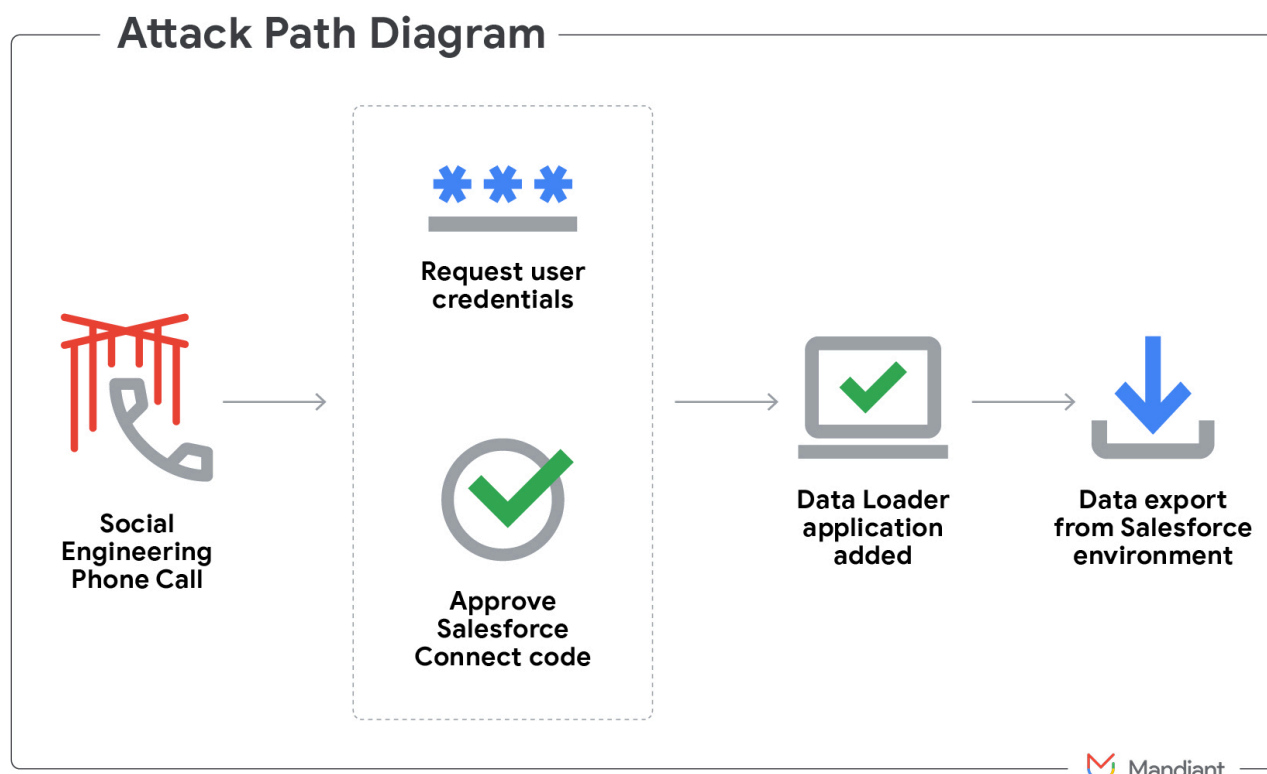 Attack Path Diagram
Request user
credentials
Social
Engineering
Phone Call
Approve
Salesforce
Connect code
Data Loader
application
added
Data export
from Salesforce
environment
Mandiant